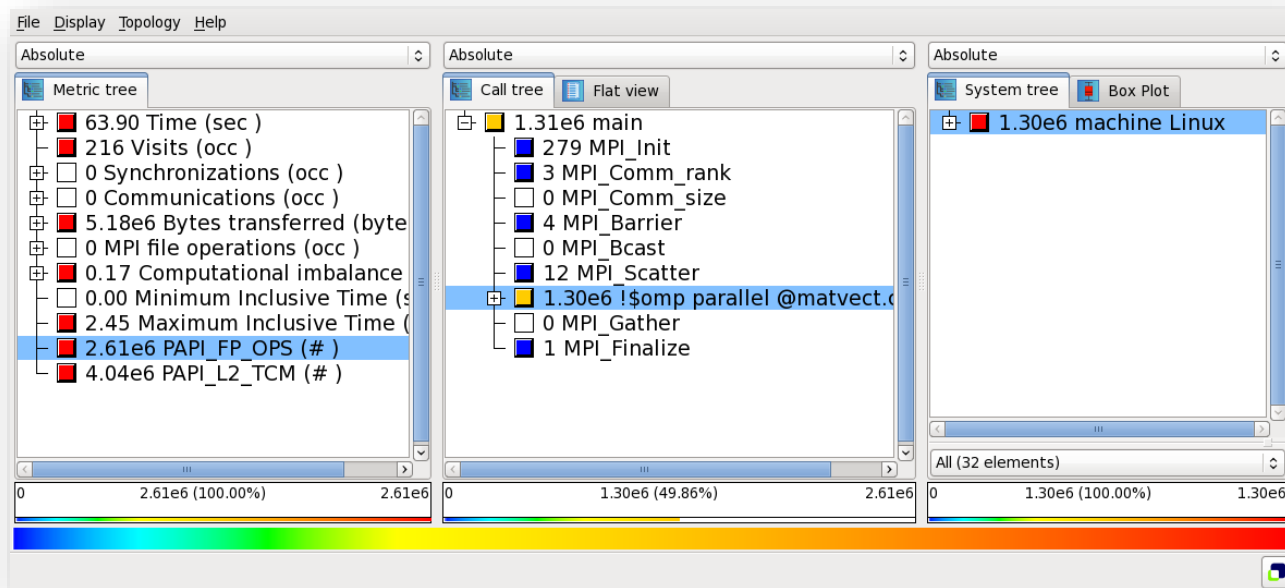 File Display Topology Help
Absolute
Absolute
Absolute
Metric tree
63.90 Time (sec )
216 Visits (occ )
0 Synchronizations (occ )
0 Communications (occ )
5.18e6 Bytes transferred (byte
0 MPI file operations (occ )
0.17 Computational imbalance
0.00 Minimum Inclusive Time (s
2.45 Maximum Inclusive Time (
2.61e6 PAPI_FP_OPS (# )
4.04e6 PAPI_L2_TCM (# )
0 2.61e6 (100.00%) 2.61e6
Call tree Flat view
1.31e6 main
279 MPI_Init
3 MPI_Comm_rank
0 MPI_Comm_size
4 MPI_Barrier
0 MPI_Bcast
12 MPI_Scatter
1.30e6 !$omp parallel @matvect.c
0 MPI_Gather
1 MPI_Finalize
0 1.30e6 (49.86%) 2.61e6
System tree Box Plot
1.30e6 machine Linux
All (32 elements)
0 1.30e6 (100.00%) 1.30e6